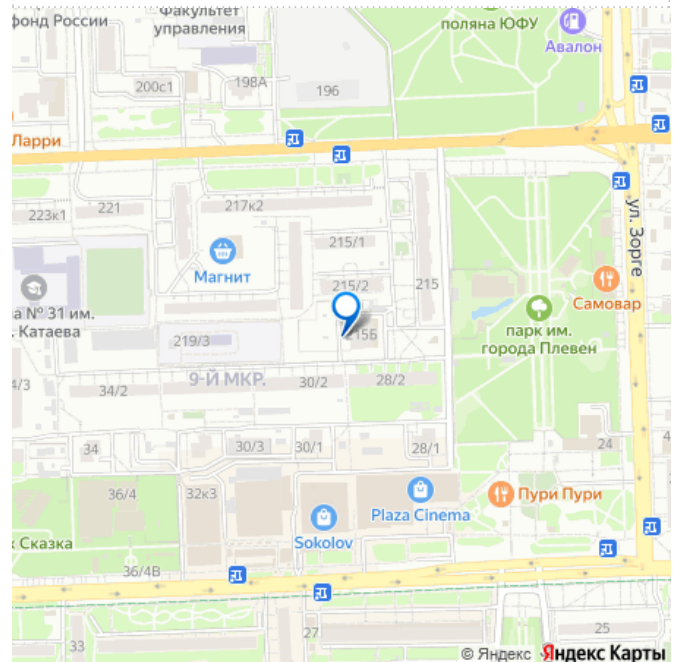 Факультет
управления
фонд России
поляна ЮФУ
Авалон
200с1
198А
196
Ларри
217к2
223к1
221
215/1
ул. Зорге
Магнит
215/2
215
Самовар
а № 31 им.
. Катаева
парк им.
города Плевен
219/3
215Б
4/3
9-Й МКР.
34/2
30/2
28/2
34
30/3
30/1
28/1
24
36/4
32к3
Пури Пури
Plaza Cinema
Sokolov
к Сказка
36/4В
33
27
25
© Яндекс Яндекс Карты